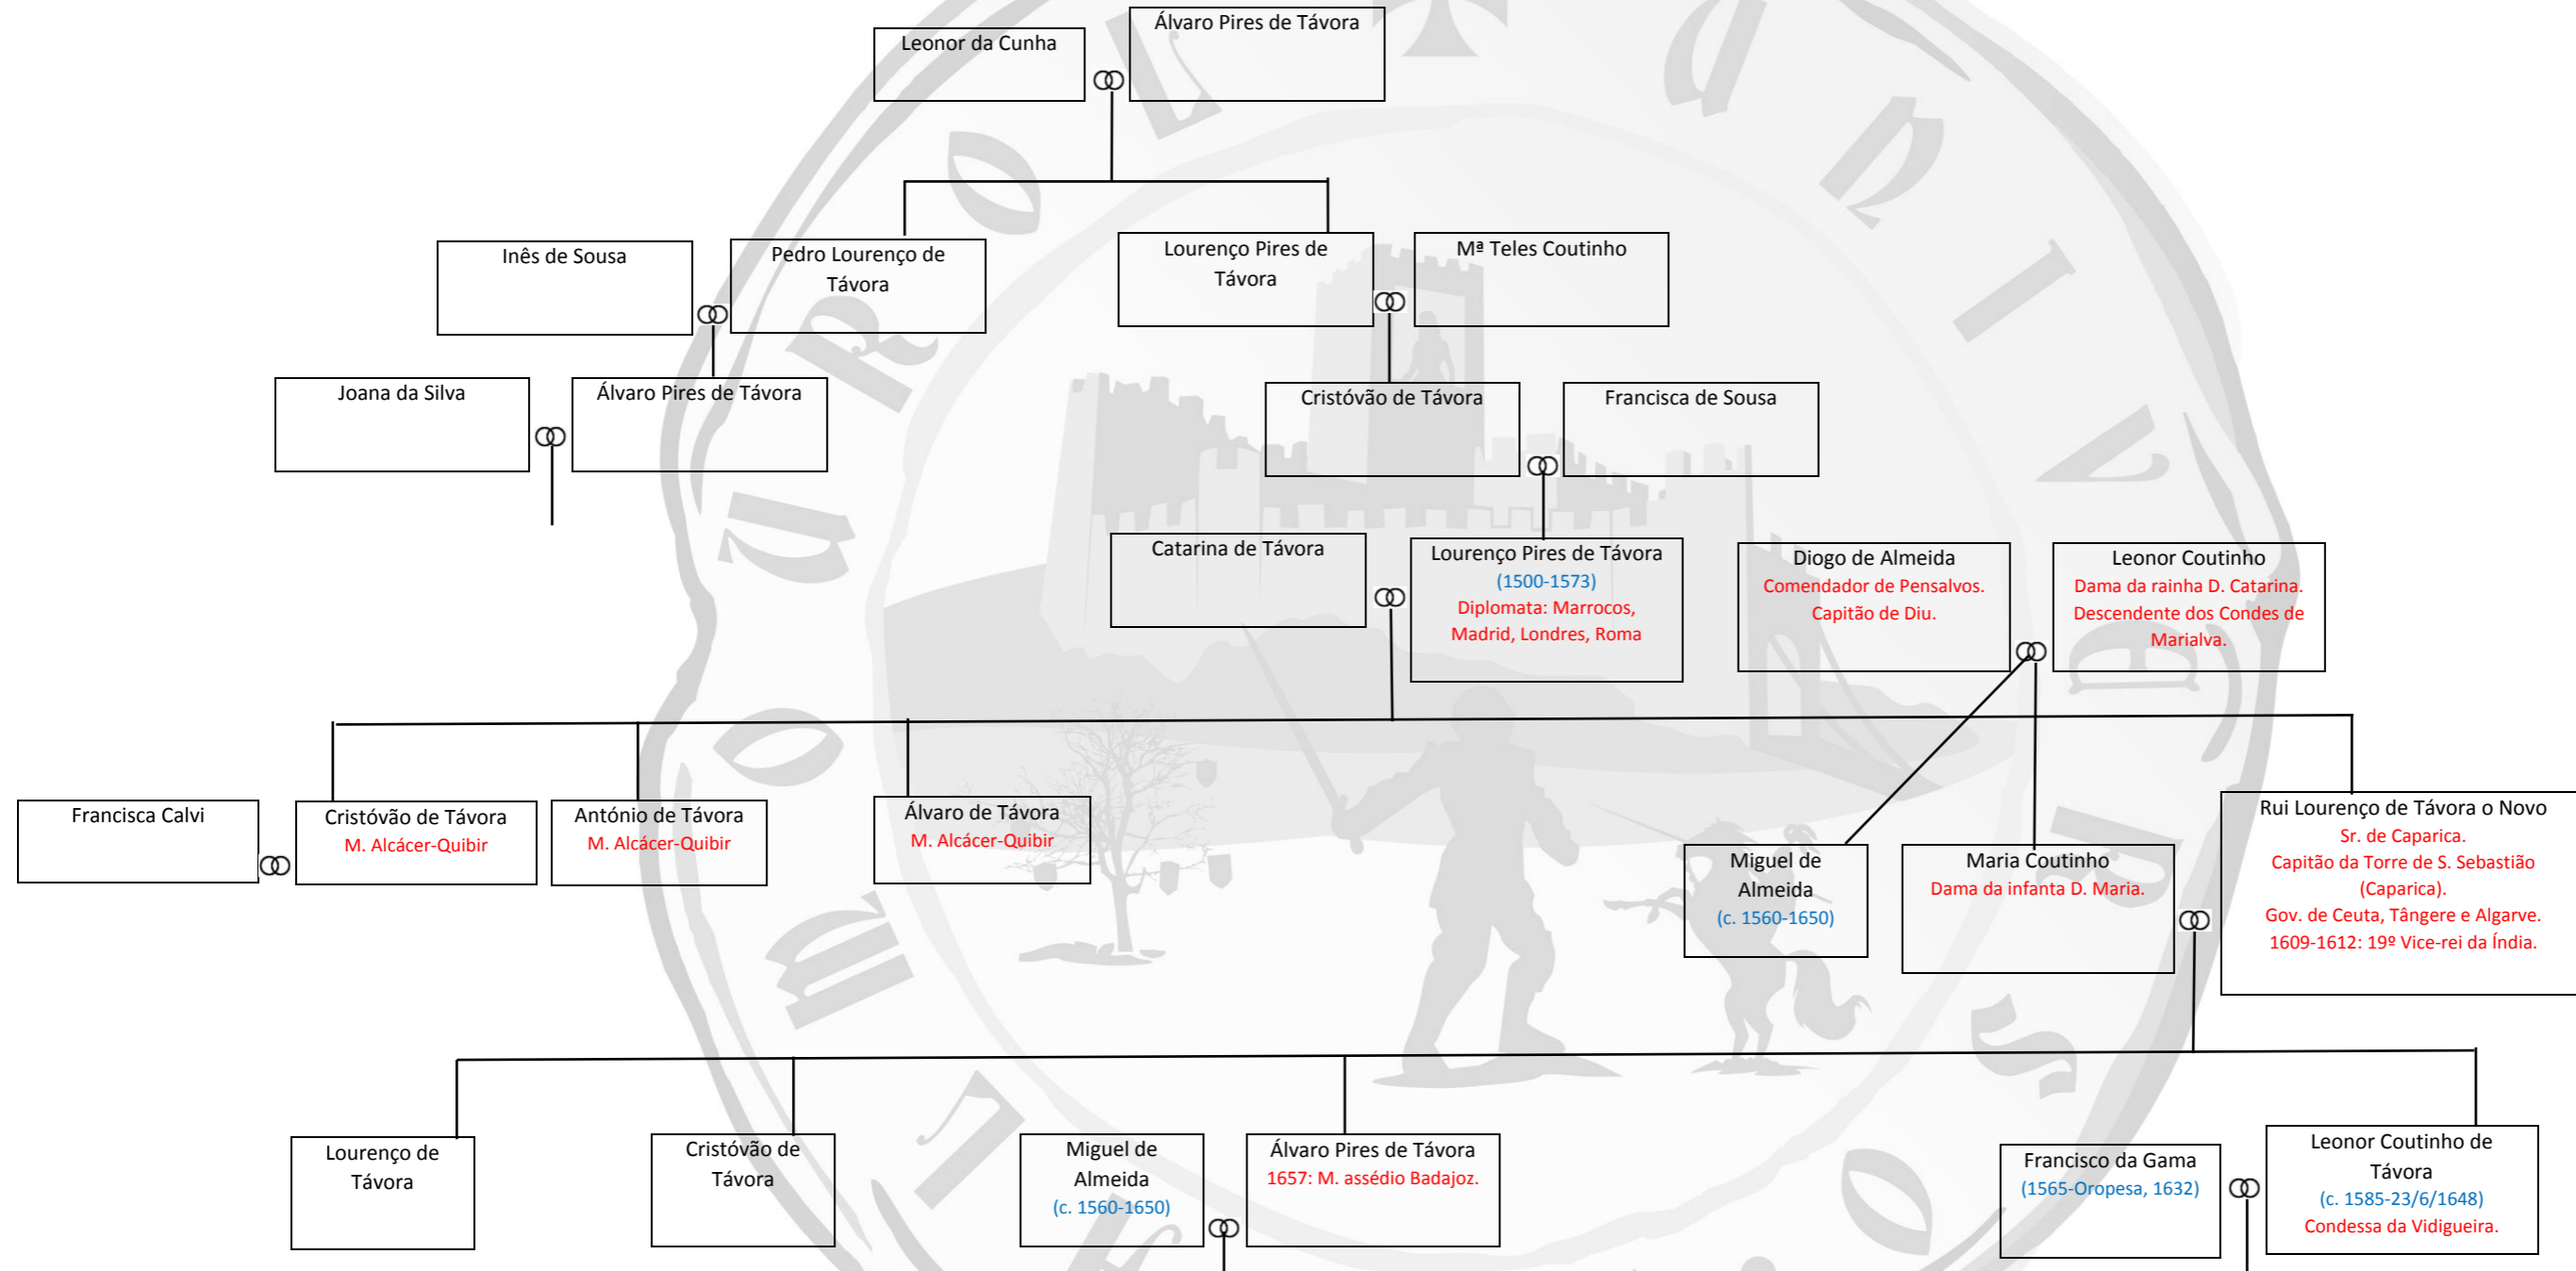 Leonor da Cunha
Álvaro Pires de Távora
Inês de Sousa
Pedro Lourenço de
Távora
Lourenço Pires de
Távora
Mª Teles Coutinho
Joana da Silva
Álvaro Pires de Távora
Cristóvão de Távora
Francisca de Sousa
Catarina de Távora
Lourenço Pires de Távora
(1500-1573)
Diplomata: Marrocos,
Madrid, Londres, Roma
Diogo de Almeida
Comendador de Pensalvos.
Capitão de Diu.
Leonor Coutinho
Dama da rainha D. Catarina.
Descendente dos Condes de
Marialva.
Francisca Calvi
Cristóvão de Távora
M. Alcácer-Quibir
António de Távora
M. Alcácer-Quibir
Álvaro de Távora
M. Alcácer-Quibir
Miguel de
Almeida
(c. 1560-1650)
Maria Coutinho
Dama da infanta D. Maria.
Rui Lourenço de Távora o Novo
Sr. de Caparica.
Capitão da Torre de S. Sebastião
(Caparica).
Gov. de Ceuta, Tângere e Algarve.
1609-1612: 19º Vice-rei da Índia.
Lourenço de
Távora
Cristóvão de
Távora
Miguel de
Almeida
(c. 1560-1650)
Álvaro Pires de Távora
1657: M. assédio Badajoz.
Francisco da Gama
(1565-Oropesa, 1632)
Leonor Coutinho de
Távora
(c. 1585-23/6/1648)
Condessa da Vidigueira.